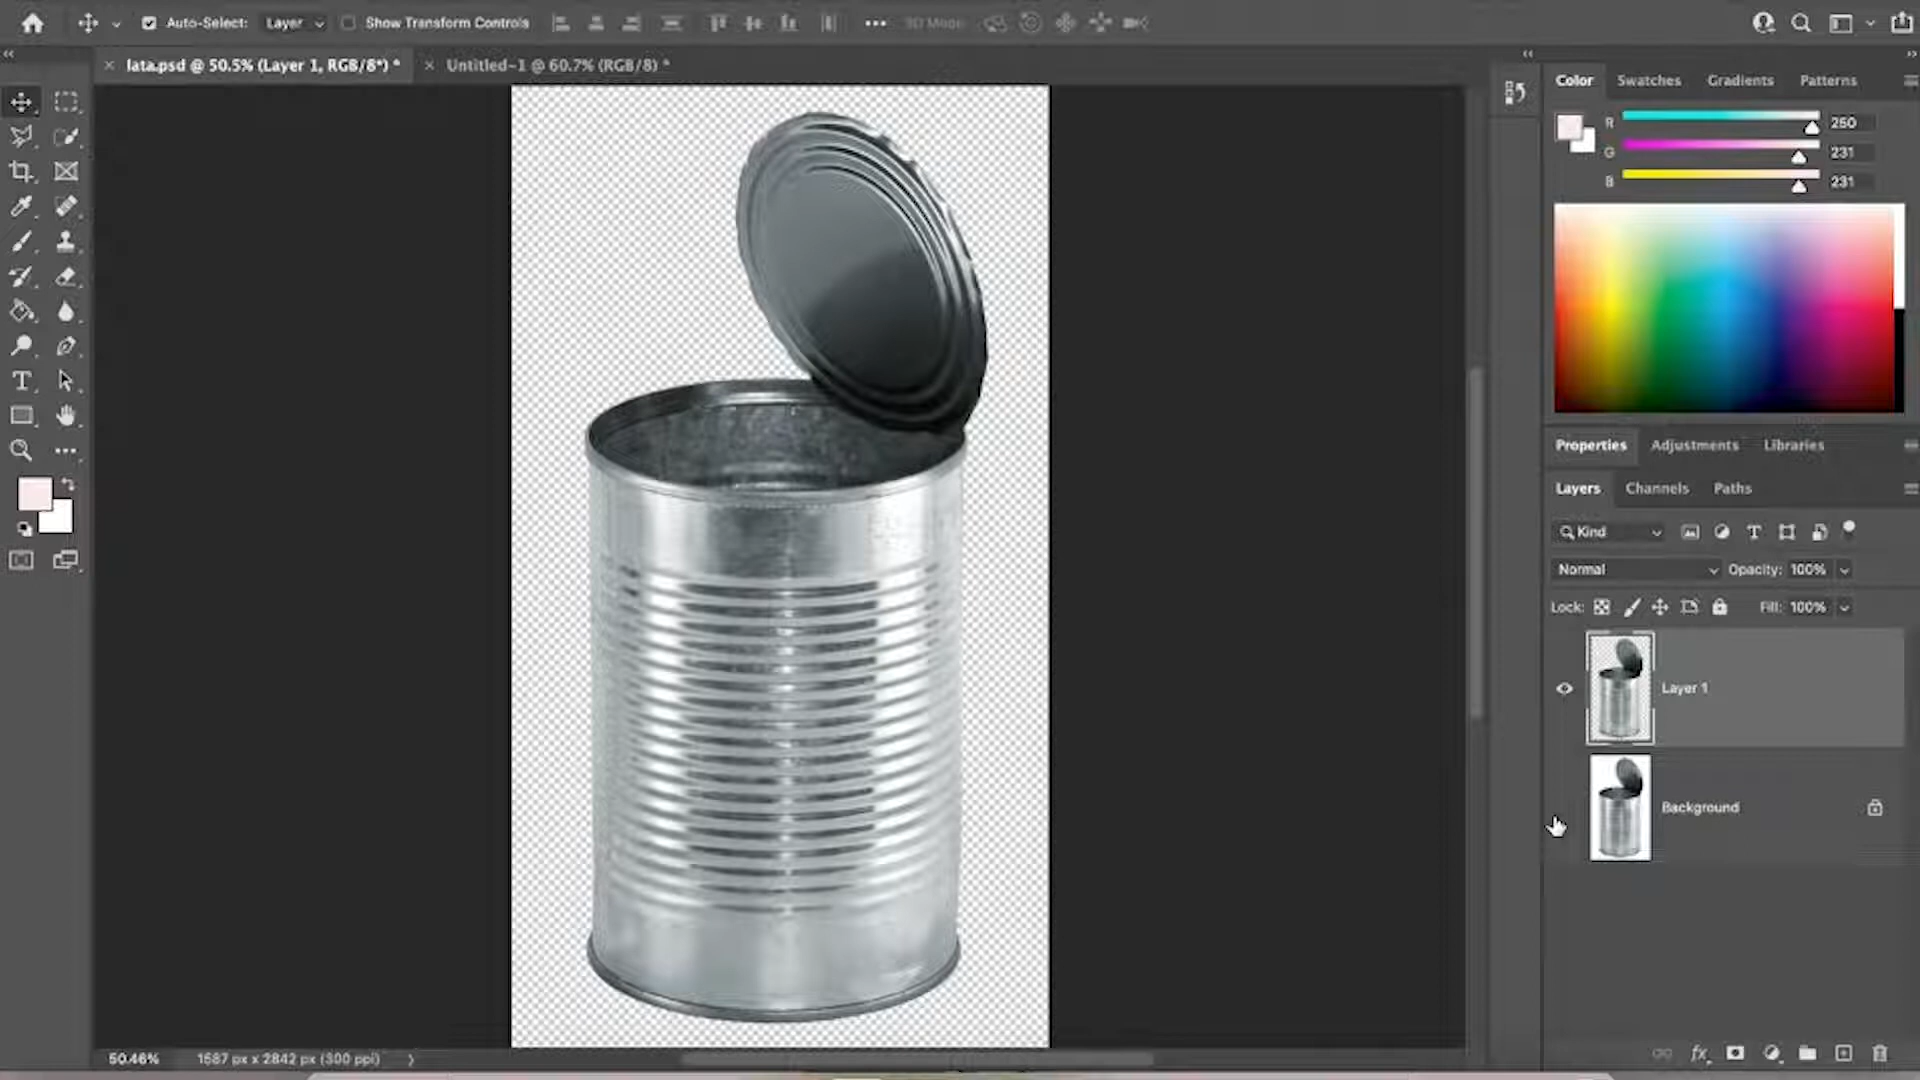 Auto-Select: Layer Show Transform Controls 3D Mode
lata.psd @ 50.5% (Layer 1, RGB/8*) * Untitled-1 @ 60.7% (RGB/8) *
Color Swatches Gradients Patterns
R 250
G 231
B 231
Properties Adjustments Libraries
Layers Channels Paths
Kind
Normal Opacity: 100%
Lock: Fill: 100%
Layer 1
Background
50.46% 1587 px x 2842 px (300 ppi)